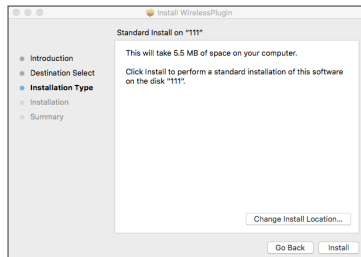 Install WirelessPlugin
Standard Install on "111"
Introduction
Destination Select
Installation Type
Installation
Summary
This will take 5.5 MB of space on your computer.
Click Install to perform a standard installation of this software
on the disk "111".
Change Install Location...
Go Back
Install